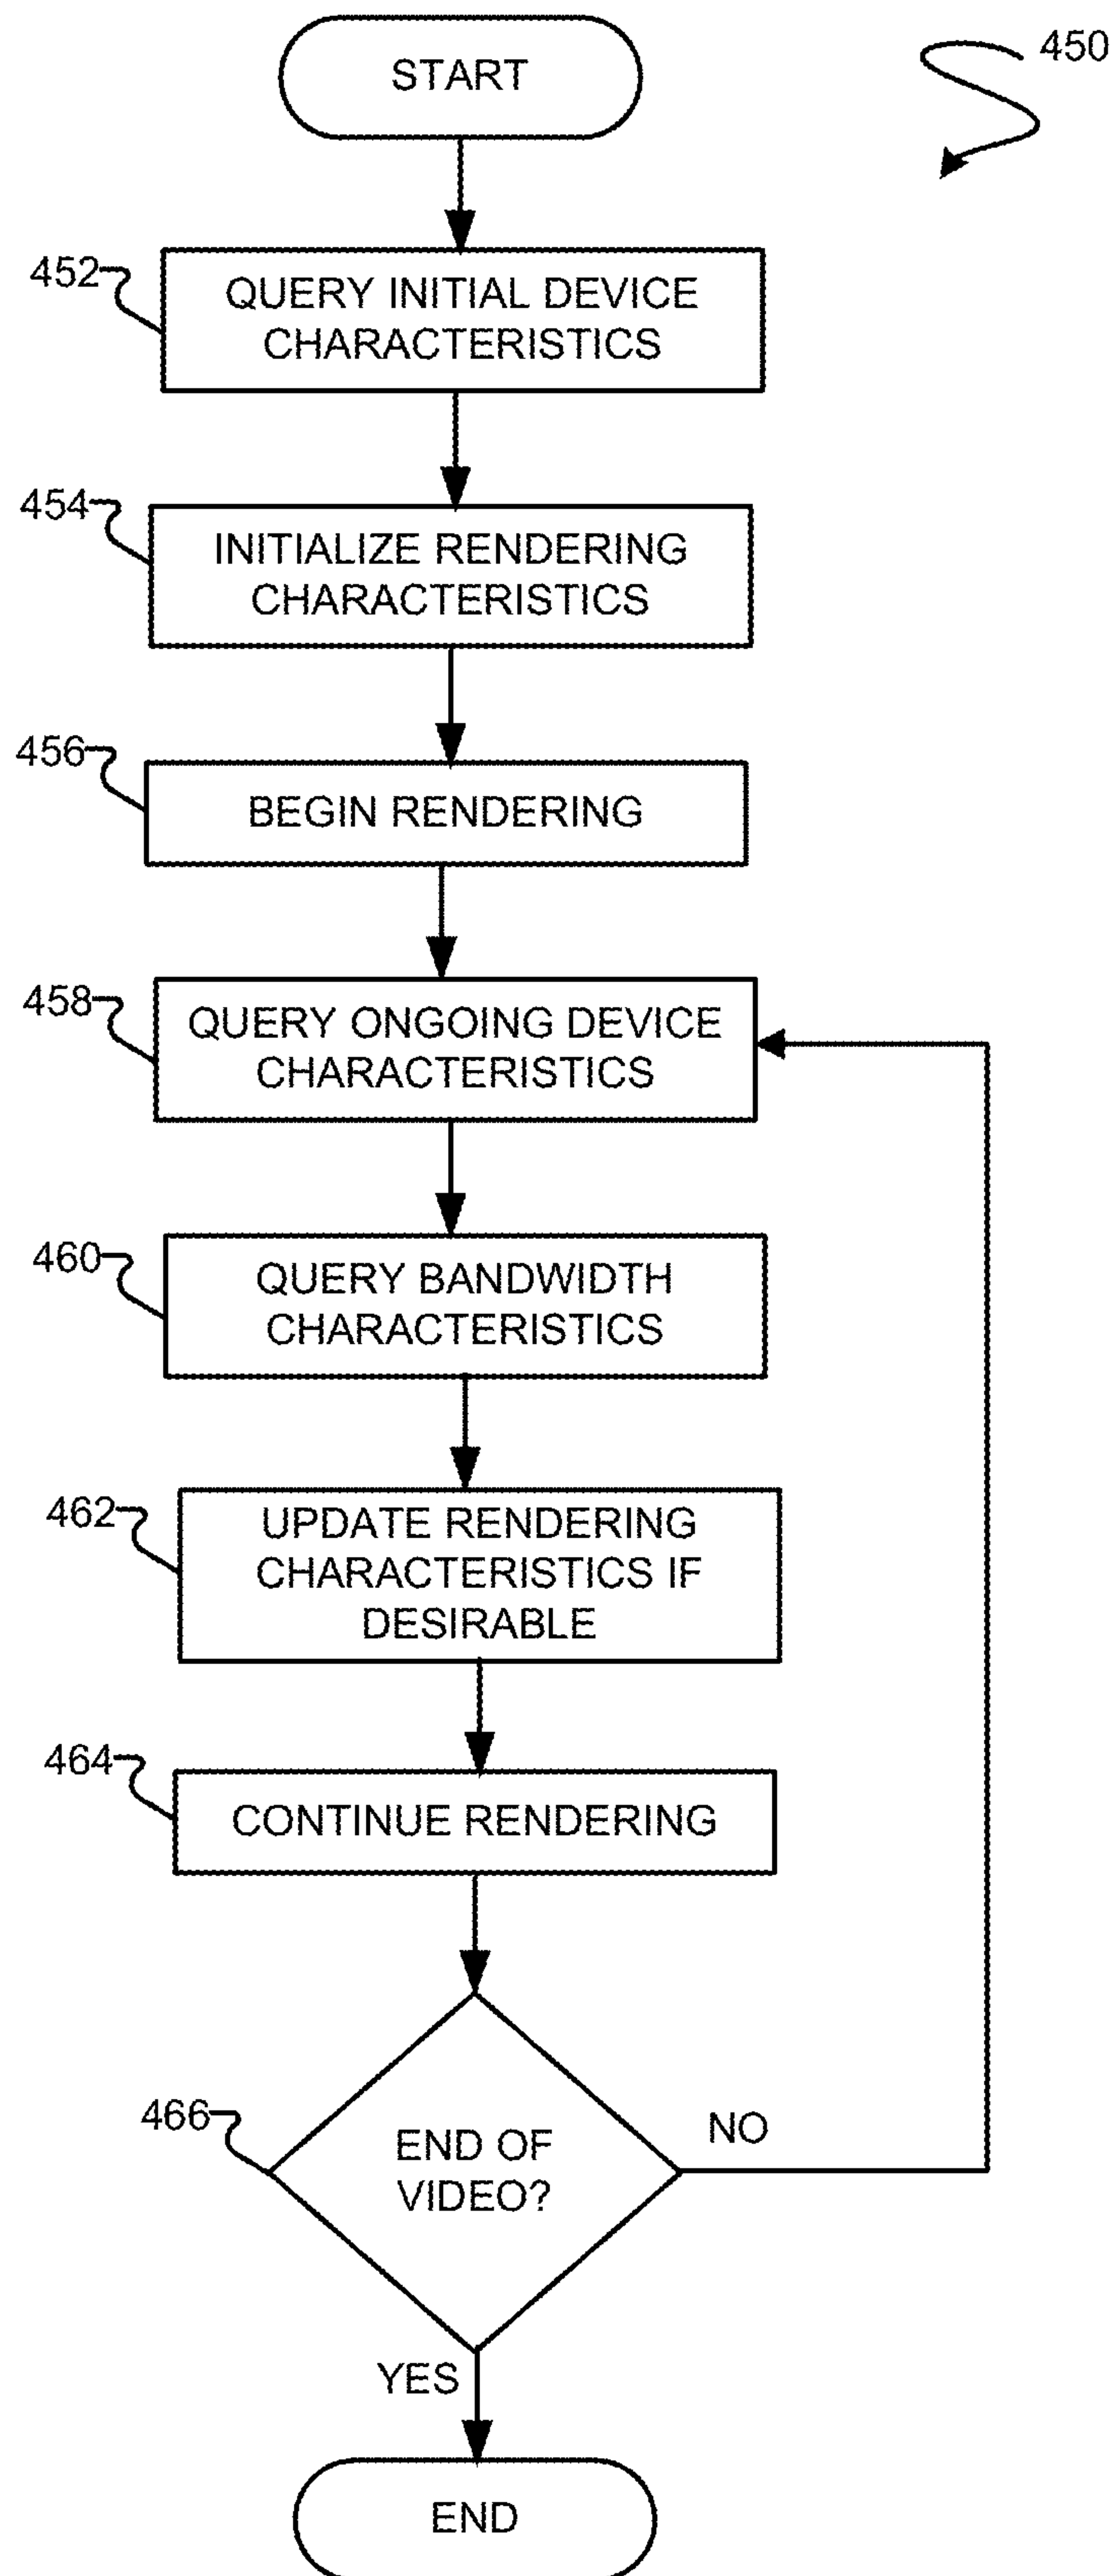 START
450
452
QUERY INITIAL DEVICE
CHARACTERISTICS
454
INITIALIZE RENDERING
CHARACTERISTICS
456
BEGIN RENDERING
458
QUERY ONGOING DEVICE
CHARACTERISTICS
460
QUERY BANDWIDTH
CHARACTERISTICS
462
UPDATE RENDERING
CHARACTERISTICS IF
DESIRABLE
464
CONTINUE RENDERING
466
END OF
VIDEO?
NO
YES
END